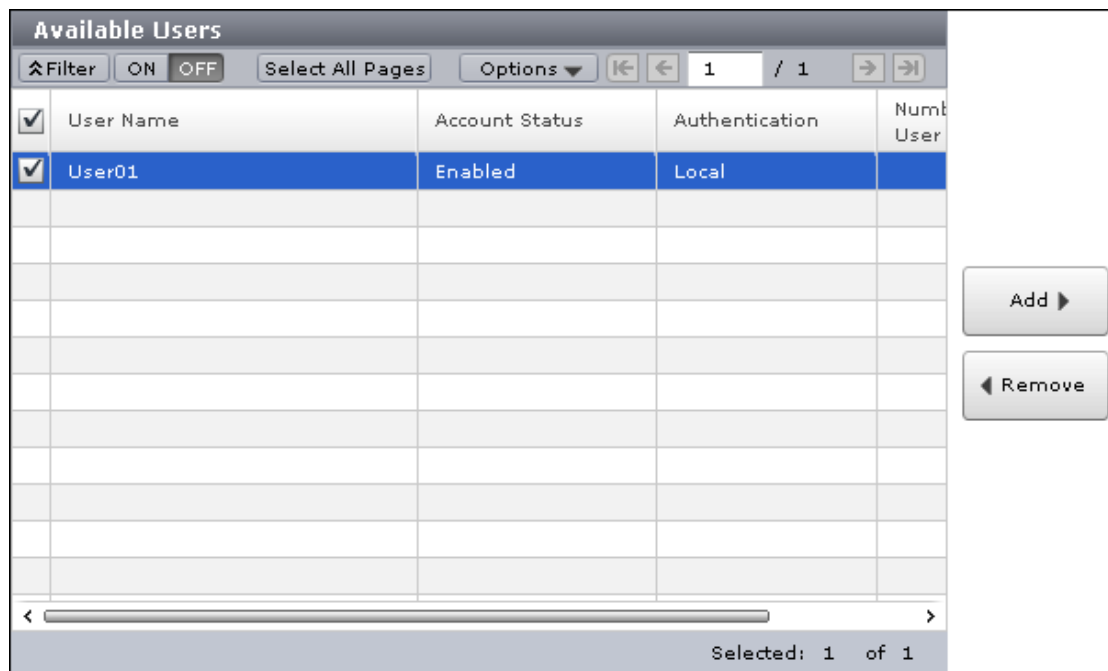 Available Users
Filter ON OFF Select All Pages Options 1 / 1
User Name Account Status Authentication
User
User01 Enabled Local
Add
Remove
Selected: 1 of 1